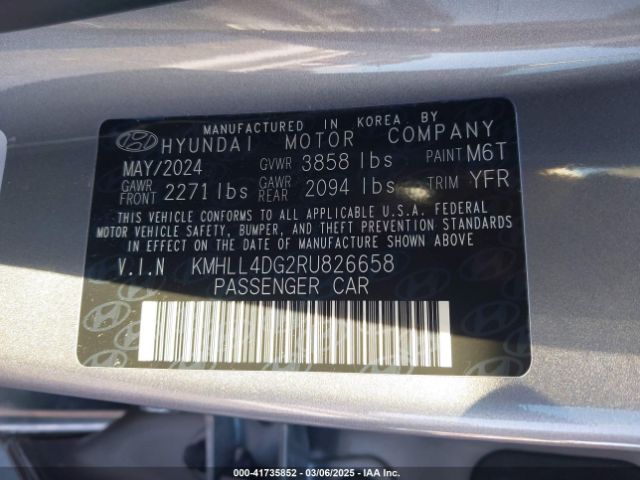 MANUFACTURED IN KOREA BY
HYUNDAI MOTOR COMPANY
MAY/2024 GVWR 3858 lbs PAINT M6T
GAWR FRONT 2271 lbs GAWR REAR 2094 lbs TRIM YFR
THIS VEHICLE CONFORMS TO ALL APPLICABLE U.S.A. FEDERAL
MOTOR VEHICLE SAFETY, BUMPER, AND THEFT PREVENTION STANDARDS
IN EFFECT ON THE DATE OF MANUFACTURE SHOWN ABOVE
V.I.N KMHLL4DG2RU826658
PASSENGER CAR
000-41735852 - 03/06/2025 - IAA Inc.